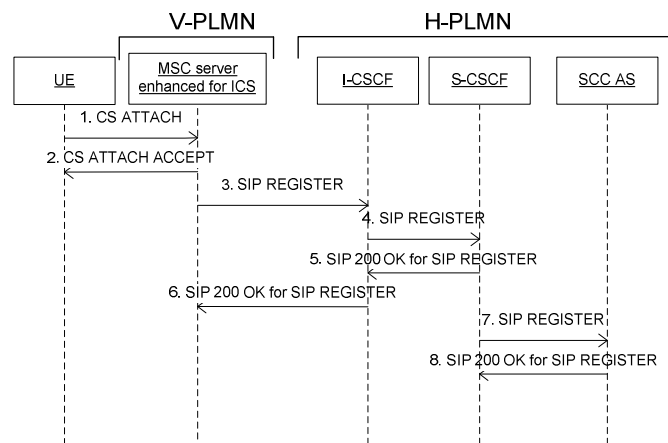 V-PLMN
H-PLMN
UE
MSC server
enhanced for ICS
I-CSCF
S-CSCF
SCC AS
1. CS ATTACH
2. CS ATTACH ACCEPT
3. SIP REGISTER
4. SIP REGISTER
5. SIP 200 OK for SIP REGISTER
6. SIP 200 OK for SIP REGISTER
7. SIP REGISTER
8. SIP 200 OK for SIP REGISTER